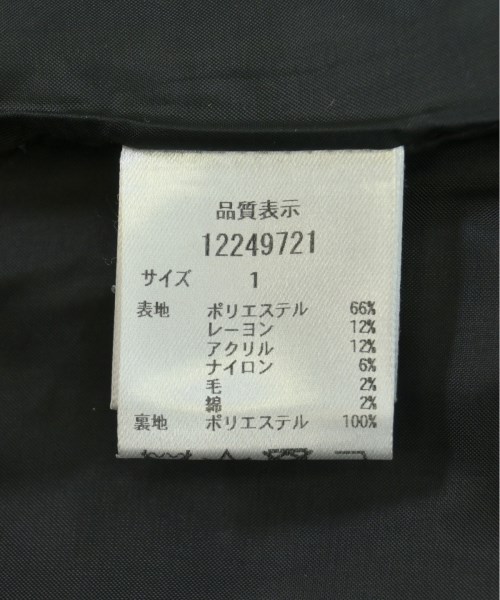 品質表示
12249721
サイズ 1
表地 ポリエステル 66%
レーヨン 12%
アクリル 12%
ナイロン 6%
毛 2%
綿 2%
裏地 ポリエステル 100%